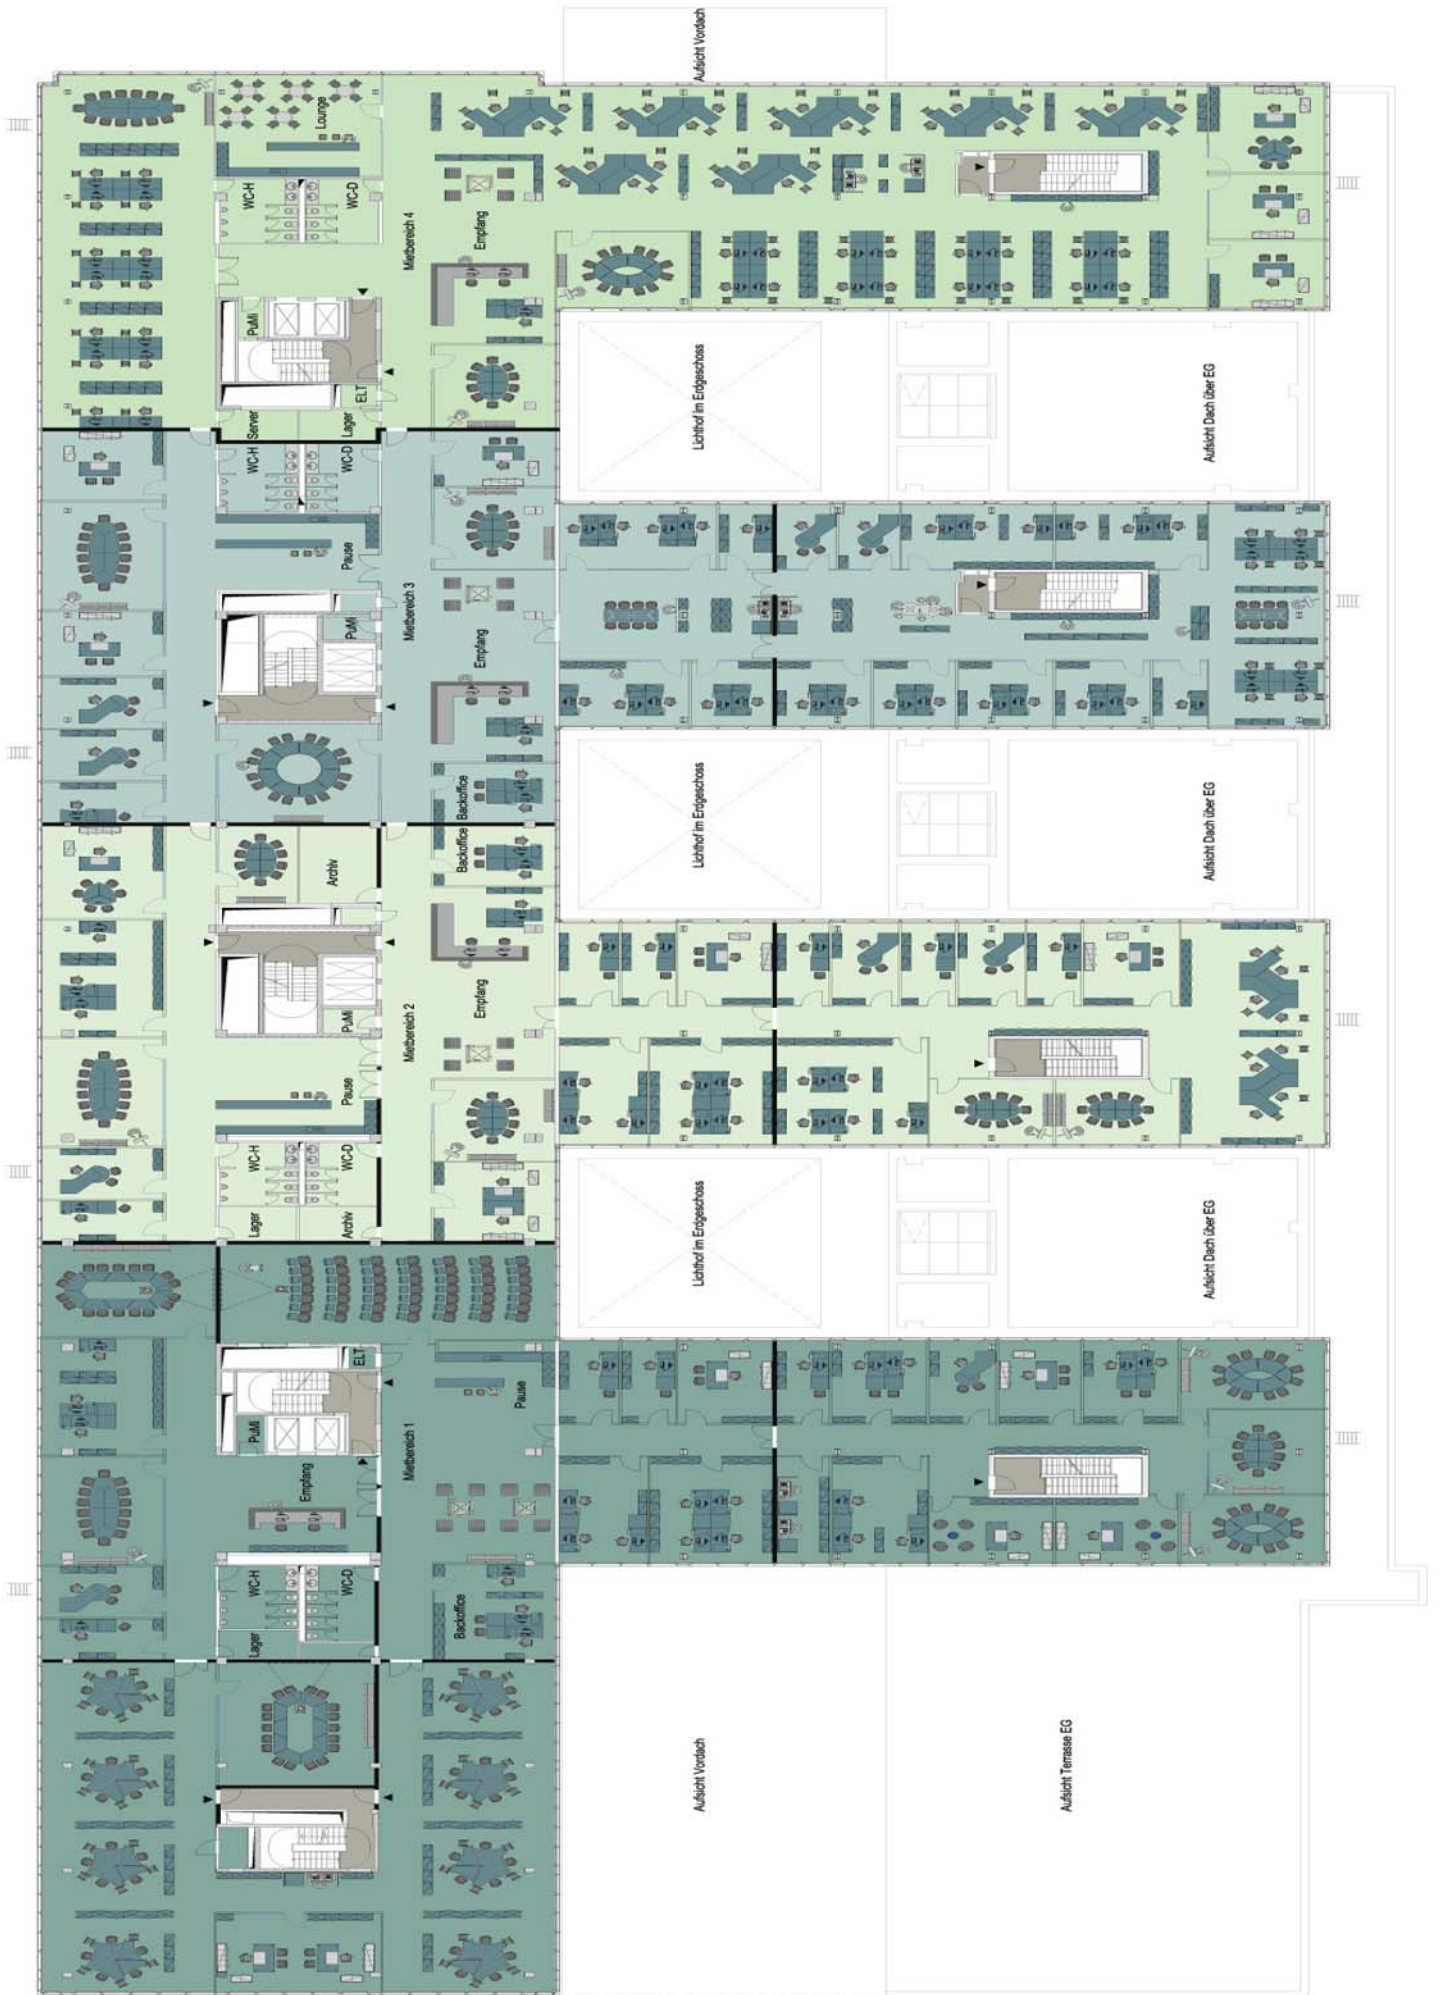 Aufsicht Vordach
Lounge
WC-H
WC-D
Mietbereich 4
Empfang
PuMi
ELT
Server
Lager
Lichthof im Erdgeschoss
Aufsicht Dach über EG
WC-H
WC-D
Pause
Mietbereich 3
PuMi
Empfang
Backoffice
Lichthof im Erdgeschoss
Aufsicht Dach über EG
Backoffice
Archiv
Mietbereich 2
Empfang
PuMi
Pause
WC-H
WC-D
Lager
Archiv
Lichthof im Erdgeschoss
Aufsicht Dach über EG
ELT
Pause
PuMi
Mietbereich 1
Empfang
WC-H
WC-D
Backoffice
Lager
Aufsicht Vordach
Aufsicht Terrasse EG